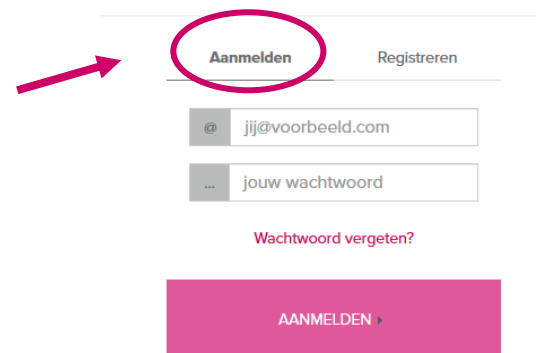 Aanmelden Registreren
@ jij@voorbeeld.com
... jouw wachtwoord
Wachtwoord vergeten?
AANMELDEN